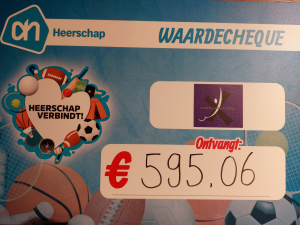 ah Heerschap
WAARDECHEQUE
HEERSCHAP
VERBINDT!
Ontvangt:
€ 595,06